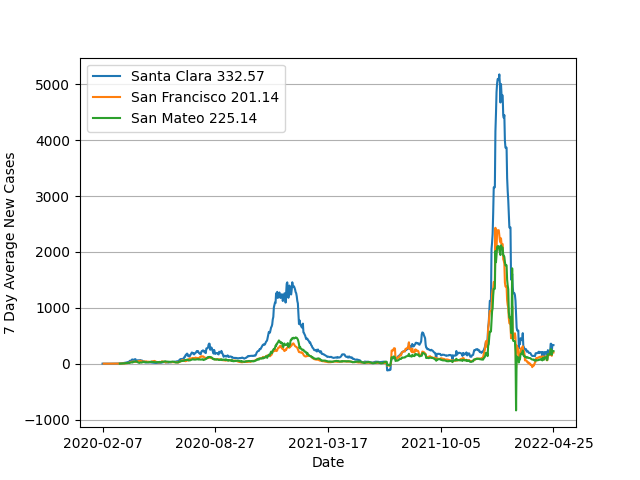 Santa Clara 332.57
San Francisco 201.14
San Mateo 225.14
7 Day Average New Cases
5000
4000
3000
2000
1000
0
−1000
2020-02-07
2020-08-27
2021-03-17
2021-10-05
2022-04-25
Date